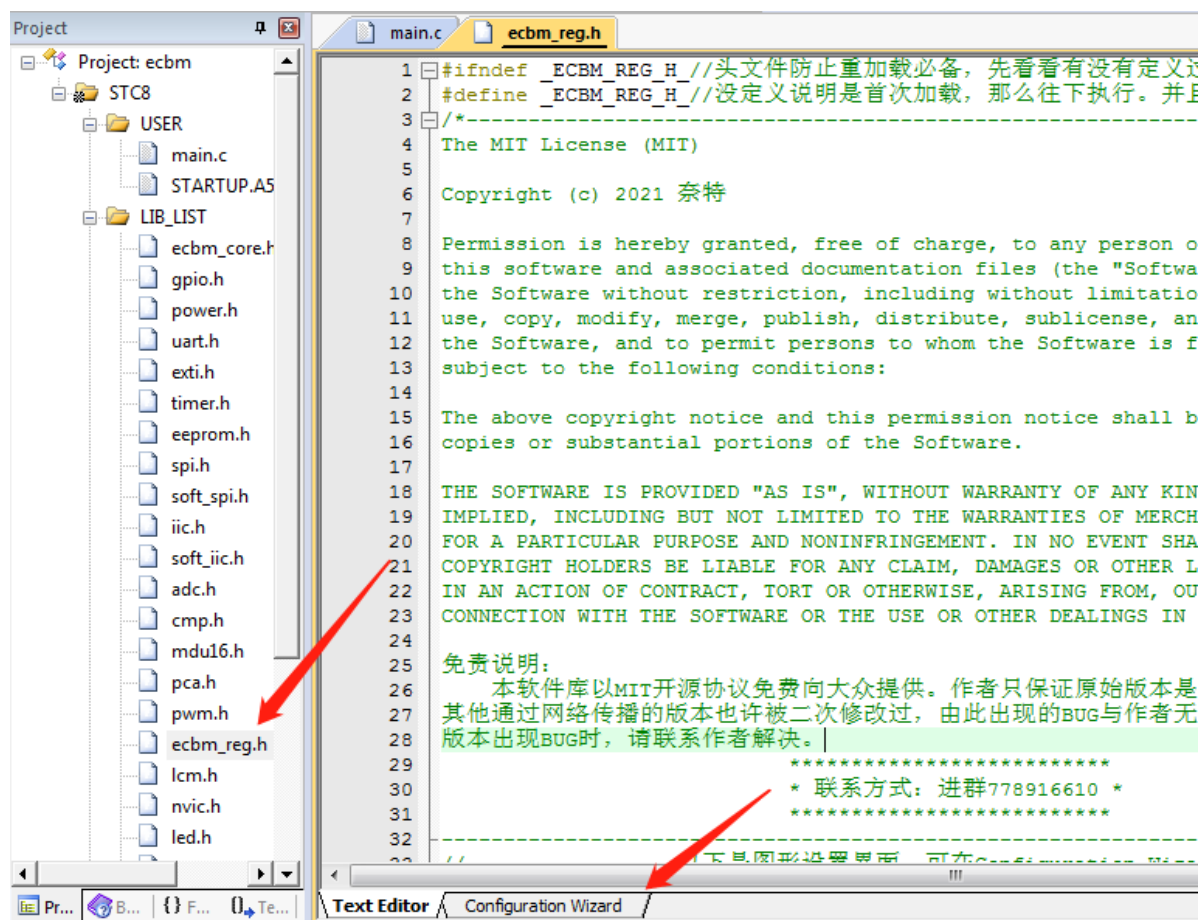 Project
Project: ecbm
STC8
USER
main.c
STARTUP.A5
LIB_LIST
ecbm_core.h
gpio.h
power.h
uart.h
exti.h
timer.h
eeprom.h
spi.h
soft_spi.h
iic.h
soft_iic.h
adc.h
cmp.h
mdu16.h
pca.h
pwm.h
ecbm_reg.h
lcm.h
nvic.h
led.h
Pr...
B...
{} F...
Te...
main.c
ecbm_reg.h
1 #ifndef _ECBM_REG_H_//头文件防止重加载必备，先看看有没有定义过
2 #define _ECBM_REG_H_//没定义说明是首次加载，那么往下执行。并且
3 /*-------------------------------------------------------------
4 The MIT License (MIT)
5
6 Copyright (c) 2021 奈特
7
8 Permission is hereby granted, free of charge, to any person o
9 this software and associated documentation files (the "Softwa
10 the Software without restriction, including without limitatio
11 use, copy, modify, merge, publish, distribute, sublicense, an
12 the Software, and to permit persons to whom the Software is f
13 subject to the following conditions:
14
15 The above copyright notice and this permission notice shall b
16 copies or substantial portions of the Software.
17
18 THE SOFTWARE IS PROVIDED "AS IS", WITHOUT WARRANTY OF ANY KIN
19 IMPLIED, INCLUDING BUT NOT LIMITED TO THE WARRANTIES OF MERCH
20 FOR A PARTICULAR PURPOSE AND NONINFRINGEMENT. IN NO EVENT SHA
21 COPYRIGHT HOLDERS BE LIABLE FOR ANY CLAIM, DAMAGES OR OTHER L
22 IN AN ACTION OF CONTRACT, TORT OR OTHERWISE, ARISING FROM, OU
23 CONNECTION WITH THE SOFTWARE OR THE USE OR OTHER DEALINGS IN
24
25 免责说明：
26 本软件库以MIT开源协议免费向大众提供。作者只保证原始版本是
27 其他通过网络传播的版本也许被二次修改过，由此出现的BUG与作者无
28 版本出现BUG时，请联系作者解决。
29 **************************
30 * 联系方式：进群778916610 *
31 **************************
32 -------------------------------------------------------------
Text Editor
Configuration Wizard